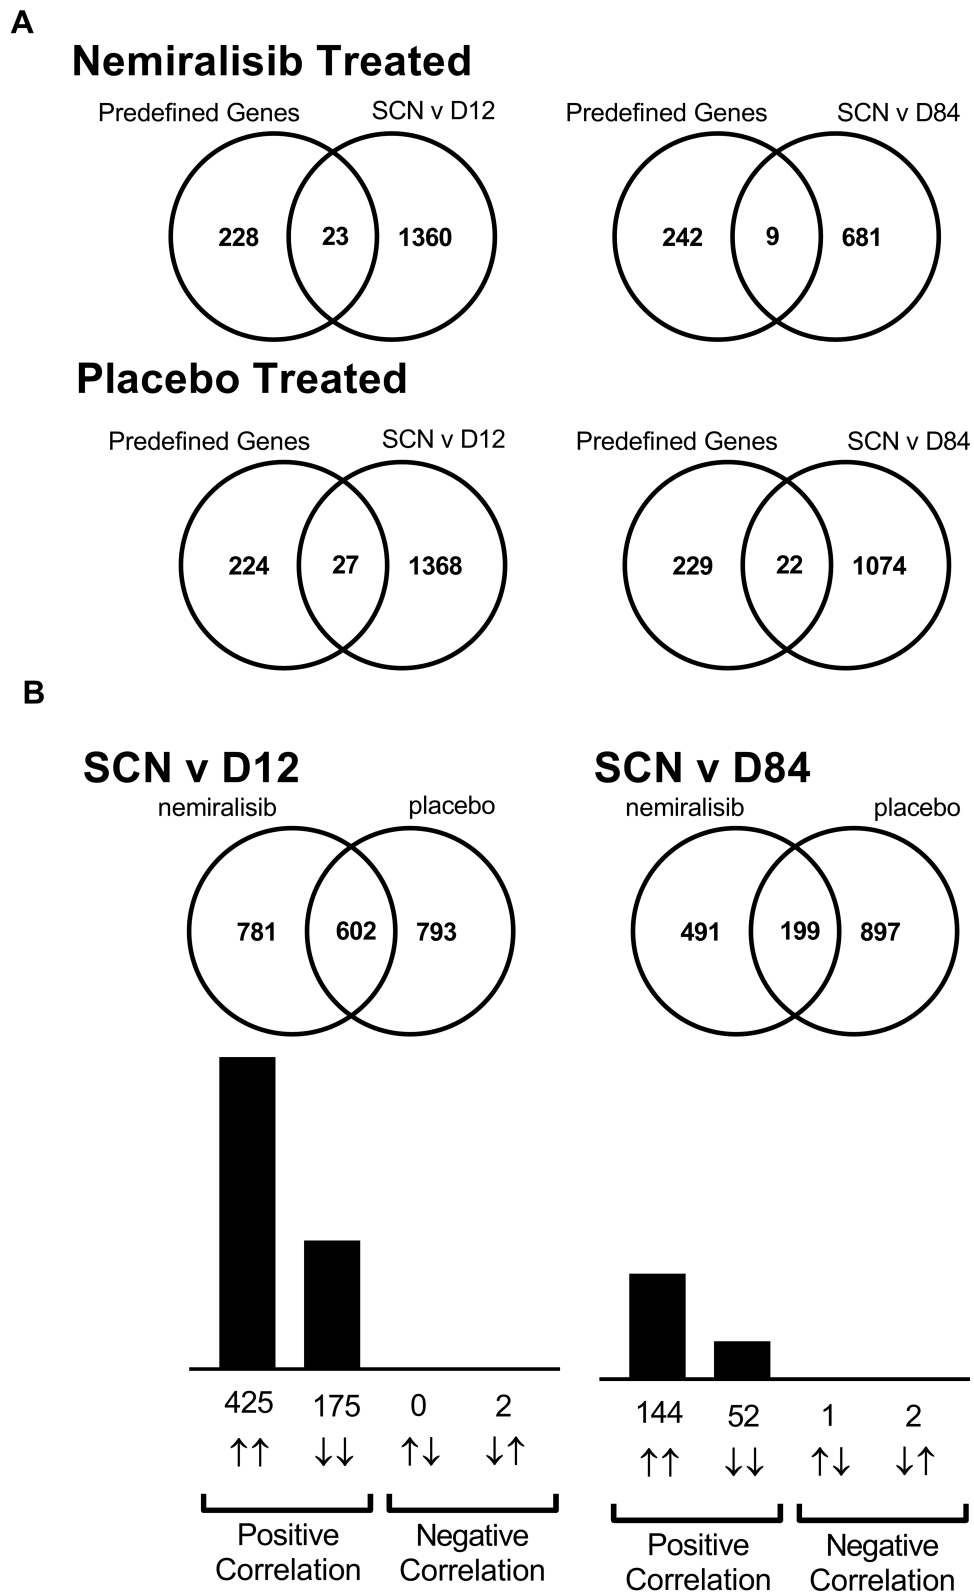 A
Nemiralisib Treated
Predefined Genes SCN v D12
228 23 1360
Predefined Genes SCN v D84
242 9 681
Placebo Treated
Predefined Genes SCN v D12
224 27 1368
Predefined Genes SCN v D84
229 22 1074
B
SCN v D12
nemiralisib placebo
781 602 793
425 175 0 2
↑↑ ↓↓ ↑↓ ↓↑
Positive Correlation
Negative Correlation
SCN v D84
nemiralisib placebo
491 199 897
144 52 1 2
↑↑ ↓↓ ↑↓ ↓↑
Positive Correlation
Negative Correlation